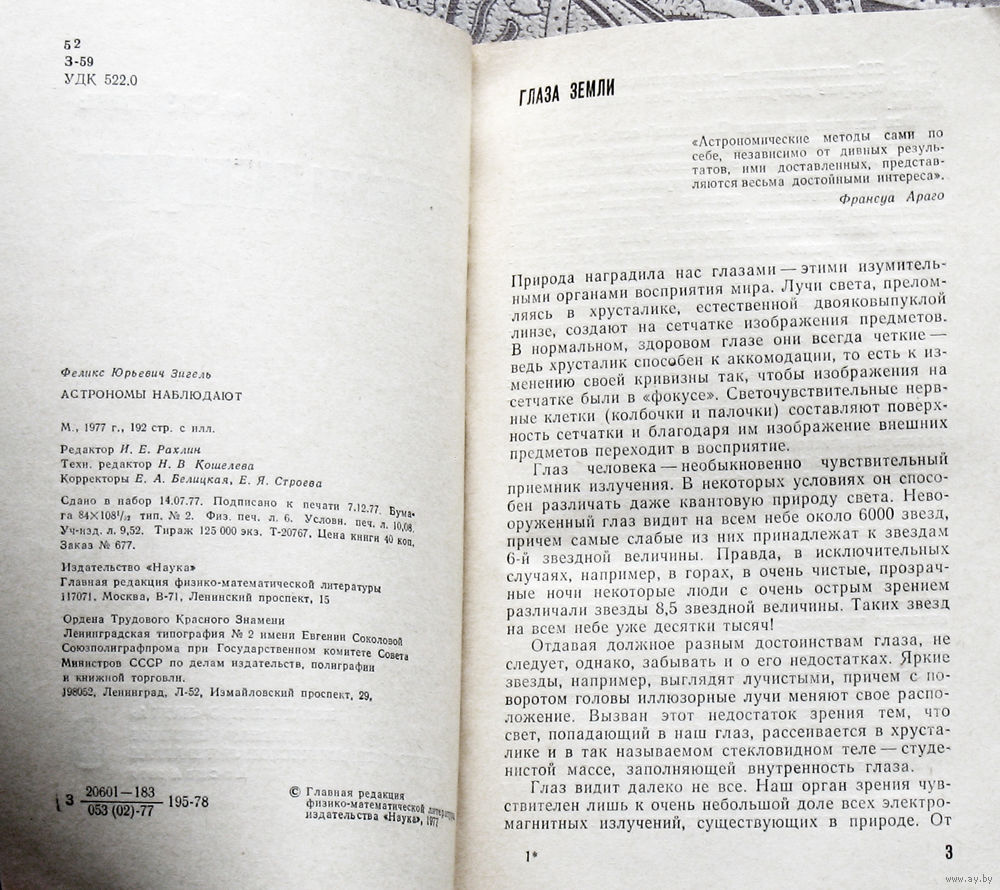 52
З-59
УДК 522.0
Феликс Юрьевич Зигель
АСТРОНОМЫ НАБЛЮДАЮТ
М., 1977 г., 192 стр. с илл.
Редактор И. Е. Рахлин
Техн. редактор Н. В Кошелева
Корректоры Е. А. Белицкая, Е. Я. Строева
Сдано в набор 14.07.77. Подписано к печати 7.12.77. Бума-
га 84×108¹/₃₂ тип. № 2. Физ. печ. л. 6. Условн. печ. л. 10,08.
Уч-изд. л. 9,52. Тираж 125 000 экз. Т-20767. Цена книги 40 коп.
Заказ № 677.
Издательство «Наука»
Главная редакция физико-математической литературы
117071, Москва, В-71, Ленинский проспект, 15
Ордена Трудового Красного Знамени
Ленинградская типография № 2 имени Евгении Соколовой
Союзполиграфпрома при Государственном комитете Совета
Министров СССР по делам издательств, полиграфии
и книжной торговли.
198052, Ленинград, Л-52, Измайловский проспект, 29.
З 20601—183
053 (02)-77 195-78
© Главная редакция
физико-математической литературы
издательства «Наука», 1977
ГЛАЗА ЗЕМЛИ
«Астрономические методы сами по
себе, независимо от дивных резуль-
татов, ими доставленных, представ-
ляются весьма достойными интереса».
Франсуа Араго
Природа наградила нас глазами — этими изумитель-
ными органами восприятия мира. Лучи света, прелом-
ляясь в хрусталике, естественной двояковыпуклой
линзе, создают на сетчатке изображения предметов.
В нормальном, здоровом глазе они всегда четкие —
ведь хрусталик способен к аккомодации, то есть к из-
менению своей кривизны так, чтобы изображения на
сетчатке были в «фокусе». Светочувствительные нерв-
ные клетки (колбочки и палочки) составляют поверх-
ность сетчатки и благодаря им изображение внешних
предметов переходит в восприятие.
Глаз человека — необыкновенно чувствительный
приемник излучения. В некоторых условиях он спосо-
бен различать даже квантовую природу света. Нево-
оруженный глаз видит на всем небе около 6000 звезд,
причем самые слабые из них принадлежат к звездам
6-й звездной величины. Правда, в исключительных
случаях, например, в горах, в очень чистые, прозрач-
ные ночи некоторые люди с очень острым зрением
различали звезды 8,5 звездной величины. Таких звезд
на всем небе уже десятки тысяч!
Отдавая должное разным достоинствам глаза, не
следует, однако, забывать и о его недостатках. Яркие
звезды, например, выглядят лучистыми, причем с по-
воротом головы иллюзорные лучи меняют свое распо-
ложение. Вызван этот недостаток зрения тем, что
свет, попадающий в наш глаз, рассеивается в хруста-
лике и в так называемом стекловидном теле — студе-
нистой массе, заполняющей внутренность глаза.
Глаз видит далеко не все. Наш орган зрения чув-
ствителен лишь к очень небольшой доле всех электро-
магнитных излучений, существующих в природе. От
1*
3
www.ay.by